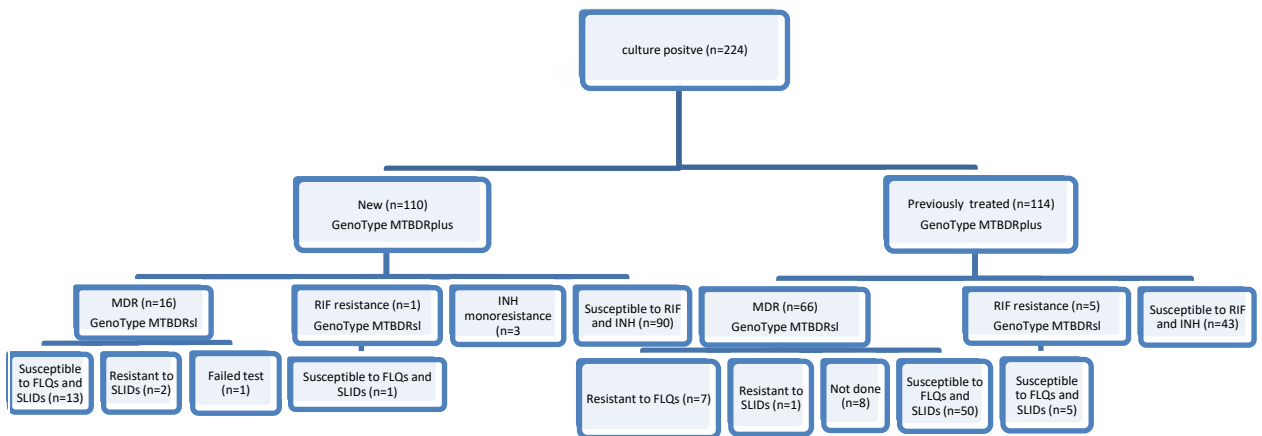 culture positve (n=224)
New (n=110)
GenoType MTBDRplus
Previously treated (n=114)
GenoType MTBDRplus
MDR (n=16)
GenoType MTBDRsl
RIF resistance (n=1)
GenoType MTBDRsl
INH
monoresistance
(n=3
Susceptible to RIF
and INH (n=90)
MDR (n=66)
GenoType MTBDRsl
RIF resistance (n=5)
GenoType MTBDRsl
Susceptible to RIF
and INH (n=43)
Susceptible
to FLQs and
SLIDs (n=13)
Resistant to
SLIDs (n=2)
Failed test
(n=1)
Susceptible to FLQs and
SLIDs (n=1)
Resistant to FLQs (n=7)
Resistant to
SLIDs (n=1)
Not done
(n=8)
Susceptible to
FLQs and
SLIDs (n=50)
Susceptible
to FLQs and
SLIDs (n=5)